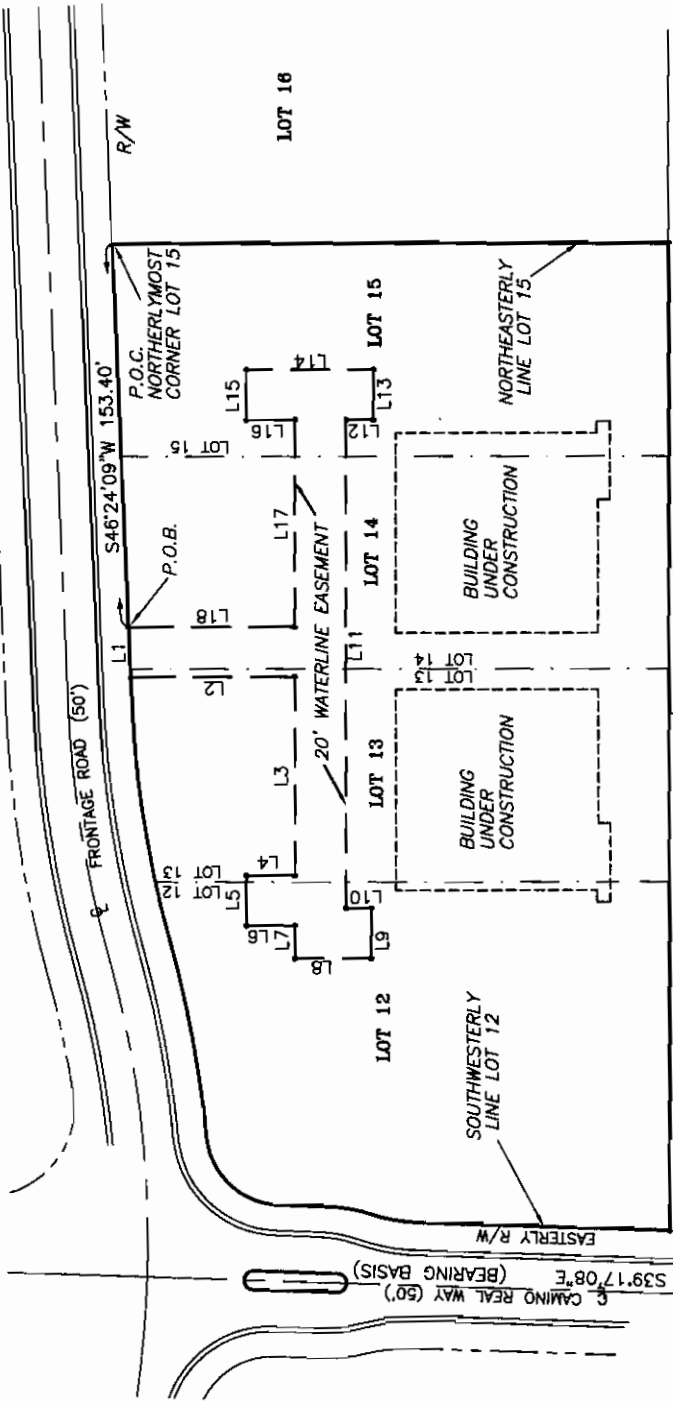 FRONTAGE ROAD (50')
℄
R/W
LOT 16
S46°24'09"W 153.40'
P.O.C.
NORTHERLYMOST
CORNER LOT 15
P.O.B.
L1
LOT 15
L15
L14
L16
L13
L12
LOT 15
NORTHEASTERLY
LINE LOT 15
L17
L18
20' WATERLINE EASEMENT
LOT 14
L11
BUILDING
UNDER
CONSTRUCTION
LOT 14
LOT 13
L2
L3
LOT 13
BUILDING
UNDER
CONSTRUCTION
LOT 13
LOT 12
L4
L5
L6
L7
L8
L9
L10
LOT 12
SOUTHWESTERLY
LINE LOT 12
EASTERLY R/W
S39°17'08"E (BEARING BASIS)
℄ CAMINO REAL WAY (50')